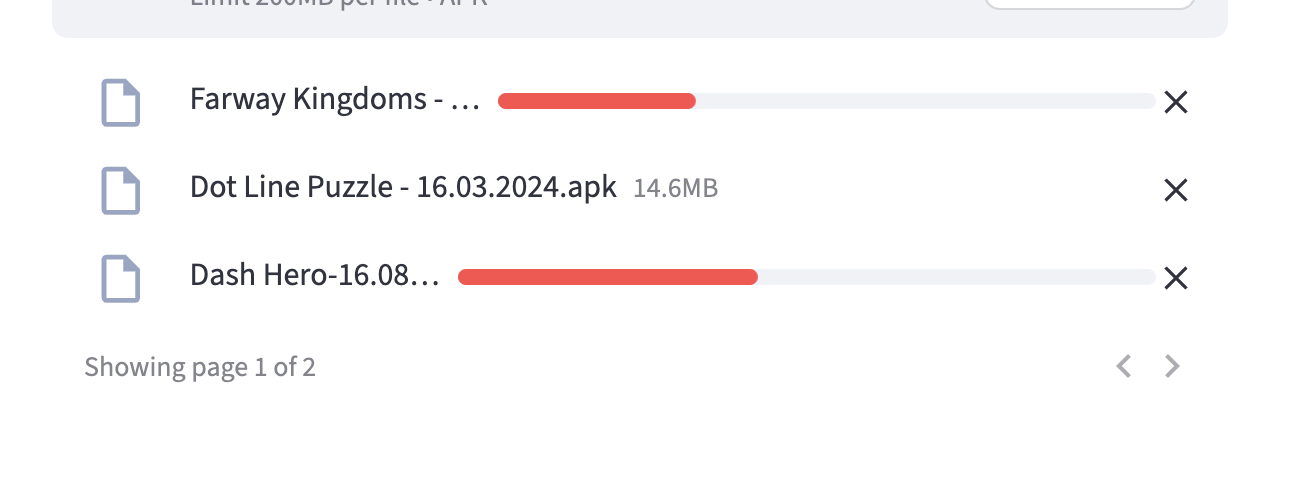 Limit 200MB per file • APK
Farway Kingdoms - …
Dot Line Puzzle - 16.03.2024.apk 14.6MB
Dash Hero-16.08…
Showing page 1 of 2